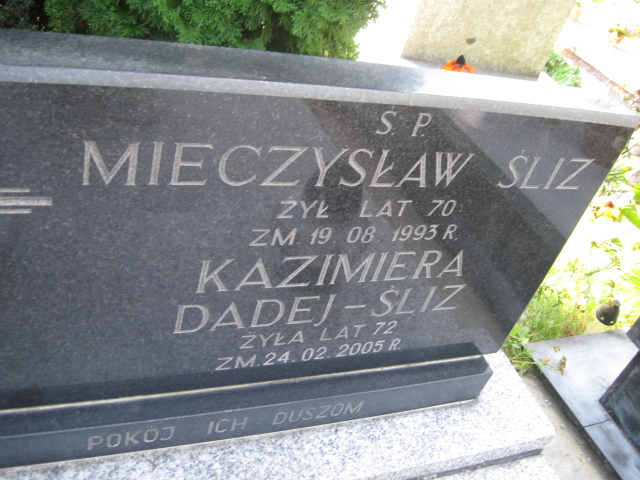 Ś P.
MIECZYSŁAW ŚLIZ
ŻYŁ LAT 70
ZM. 19 08 1993 R.
KAZIMIERA
DADEJ – ŚLIZ
ŻYŁA LAT 72
ZM. 24. 02. 2005 R.
POKÓJ ICH DUSZOM